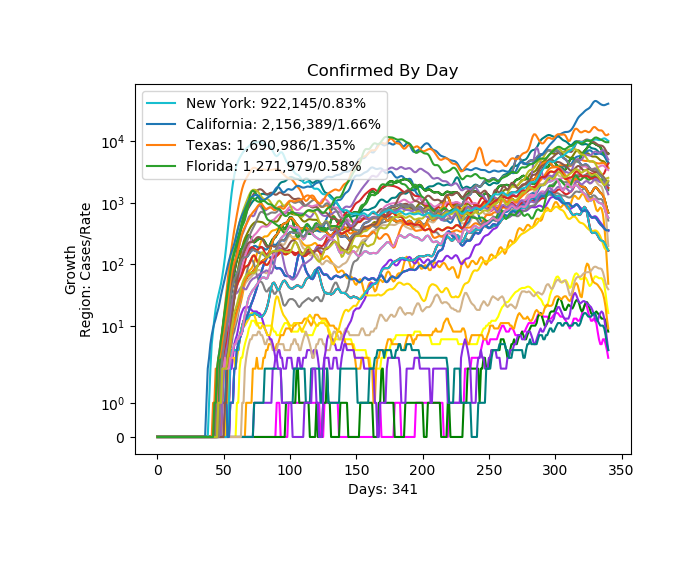 Confirmed By Day
New York: 922,145/0.83%
California: 2,156,389/1.66%
Texas: 1,690,986/1.35%
Florida: 1,271,979/0.58%
Growth
Region: Cases/Rate
10^4
10^3
10^2
10^1
10^0
0
0 50 100 150 200 250 300 350
Days: 341